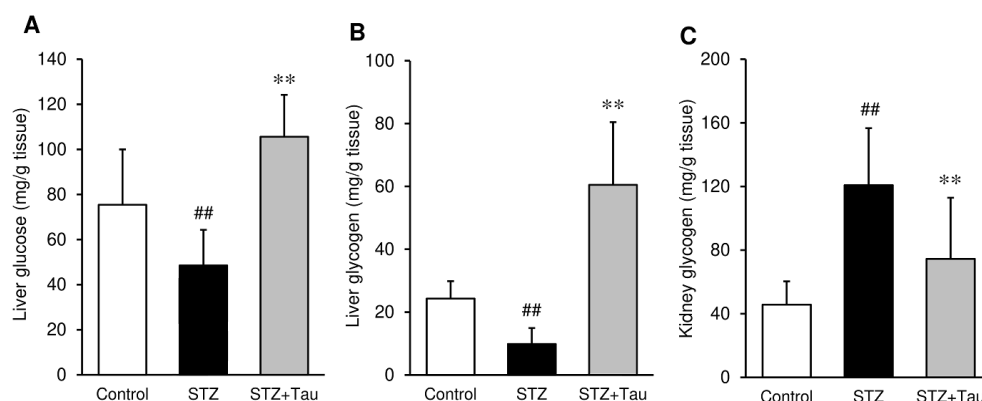 A
Liver glucose (mg/g tissue)
140
120
100
80
60
40
20
0
##
**
Control
STZ
STZ+Tau
B
Liver glycogen (mg/g tissue)
100
80
60
40
20
0
##
**
Control
STZ
STZ+Tau
C
Kidney glycogen (mg/g tissue)
200
160
120
80
40
0
##
**
Control
STZ
STZ+Tau